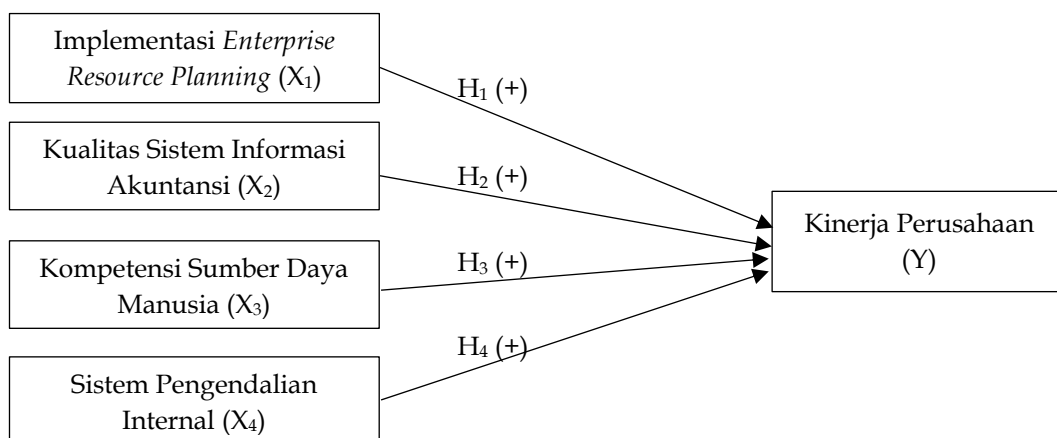 Implementasi Enterprise
Resource Planning (X₁)
H₁ (+)
Kualitas Sistem Informasi
Akuntansi (X₂)
H₂ (+)
Kinerja Perusahaan
(Y)
Kompetensi Sumber Daya
Manusia (X₃)
H₃ (+)
H₄ (+)
Sistem Pengendalian
Internal (X₄)